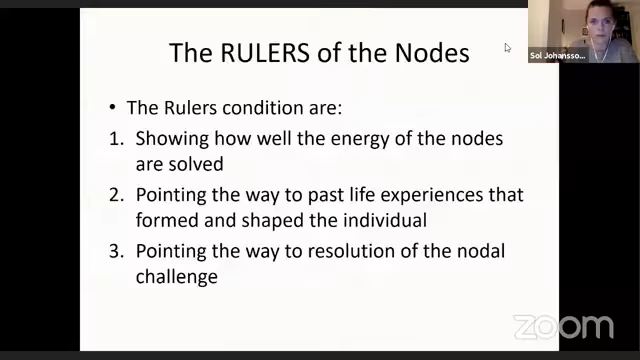 Sol Johansso...
The RULERS of the Nodes
• The Rulers condition are:
1. Showing how well the energy of the nodes
are solved
2. Pointing the way to past life experiences that
formed and shaped the individual
3. Pointing the way to resolution of the nodal
challenge
zoom